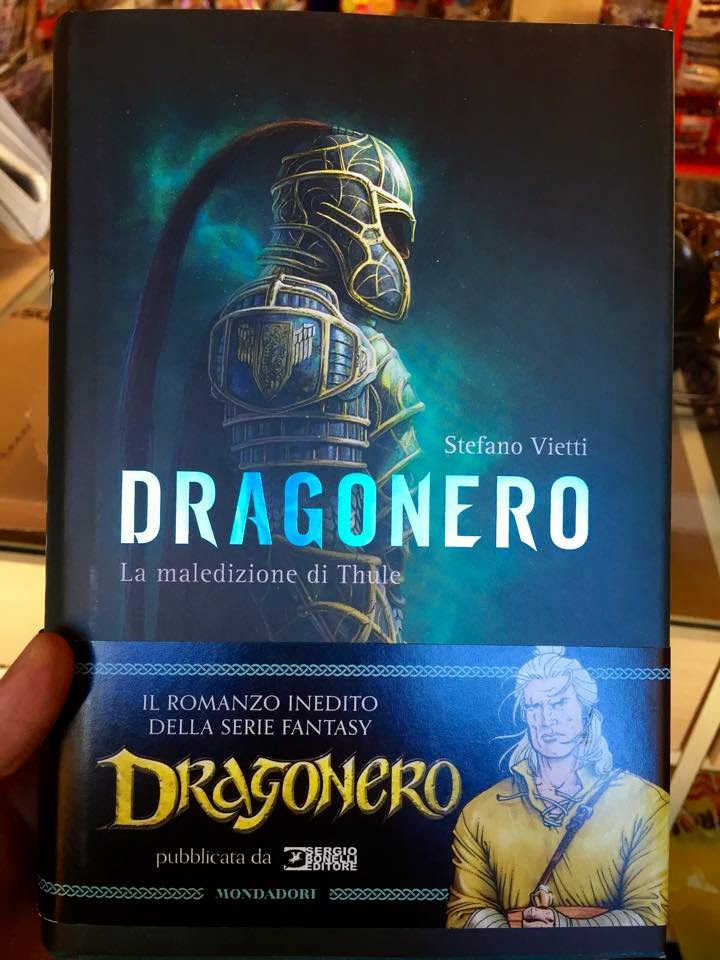 Stefano Vietti
DRAGONERO
La maledizione di Thule
IL ROMANZO INEDITO
DELLA SERIE FANTASY
DRAGONERO
pubblicata da SERGIO
BONELLI
EDITORE
MONDADORI